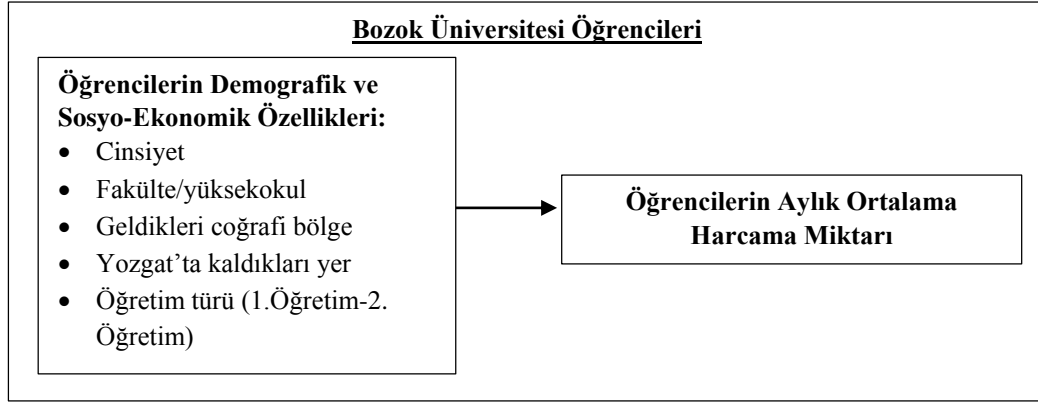 Bozok Üniversitesi Öğrencileri
Öğrencilerin Demografik ve
Sosyo-Ekonomik Özellikleri:
• Cinsiyet
• Fakülte/yüksekokul
• Geldikleri coğrafi bölge
• Yozgat’ta kaldıkları yer
• Öğretim türü (1.Öğretim-2.
Öğretim)
Öğrencilerin Aylık Ortalama
Harcama Miktarı